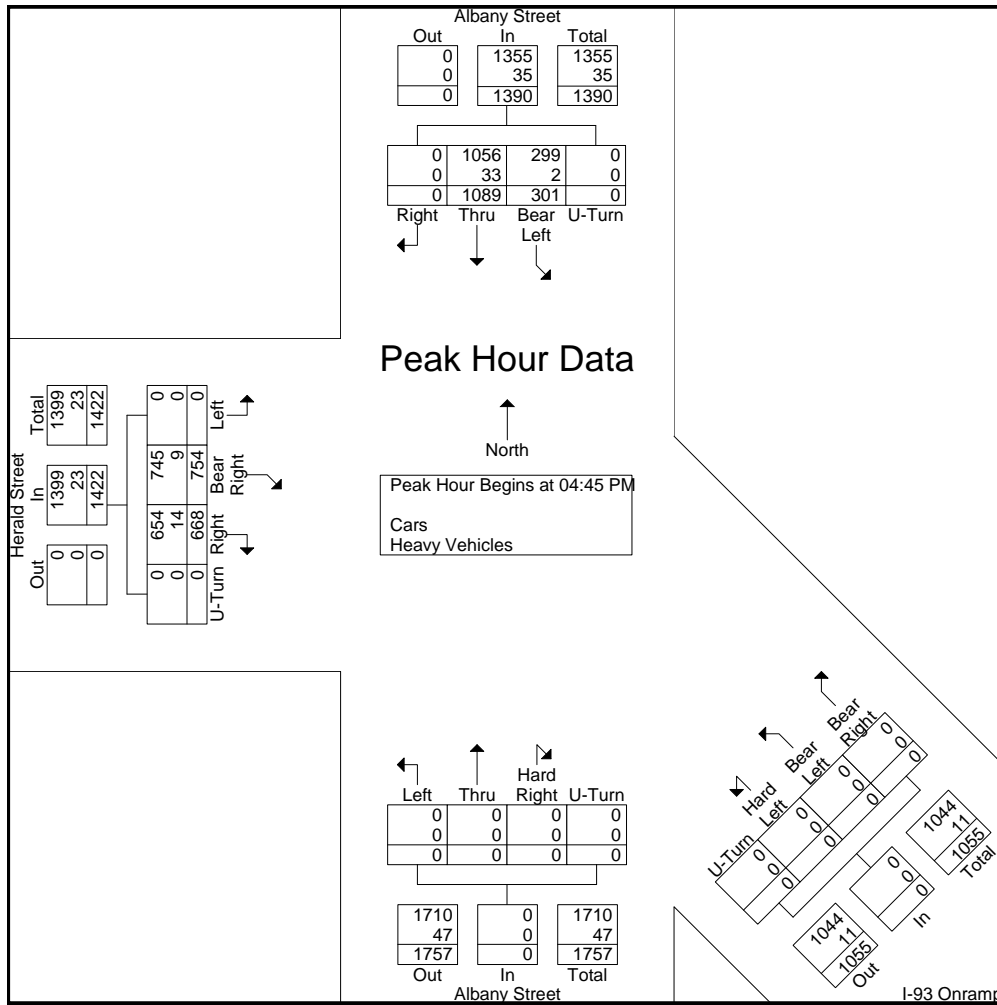 Albany Street
Out In Total
0 1355 1355
0 35 35
0 1390 1390
0 1056 299 0
0 33 2 0
0 1089 301 0
Right Thru Bear Left U-Turn
Peak Hour Data
North
Peak Hour Begins at 04:45 PM
Cars
Heavy Vehicles
Herald Street
Total
1399
23
1422
In
1399
23
1422
Out
0
0
0
Left
0
0
0
Bear
Right
745
9
754
Right
654
14
668
U-Turn
0
0
0
Left Thru Hard Right U-Turn
0 0 0 0
0 0 0 0
0 0 0 0
1710 0 1710
47 0 47
1757 0 1757
Out In Total
Albany Street
Bear
Right
0
0
0
Bear
Left
0
0
0
Hard
Left
0
0
0
U-Turn
0
0
0
1044
11
1055
Total
0
0
0
In
1044
11
1055
Out
I-93 Onramp